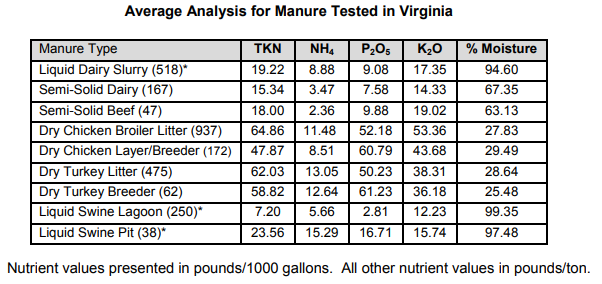 Average Analysis for Manure Tested in Virginia
Manure Type TKN NH4 P2O5 K2O % Moisture
Liquid Dairy Slurry (518)* 19.22 8.88 9.08 17.35 94.60
Semi-Solid Dairy (167) 15.34 3.47 7.58 14.33 67.35
Semi-Solid Beef (47) 18.00 2.36 9.88 19.02 63.13
Dry Chicken Broiler Litter (937) 64.86 11.48 52.18 53.36 27.83
Dry Chicken Layer/Breeder (172) 47.87 8.51 60.79 43.68 29.49
Dry Turkey Litter (475) 62.03 13.05 50.23 38.31 28.64
Dry Turkey Breeder (62) 58.82 12.64 61.23 36.18 25.48
Liquid Swine Lagoon (250)* 7.20 5.66 2.81 12.23 99.35
Liquid Swine Pit (38)* 23.56 15.29 16.71 15.74 97.48
Nutrient values presented in pounds/1000 gallons.  All other nutrient values in pounds/ton.